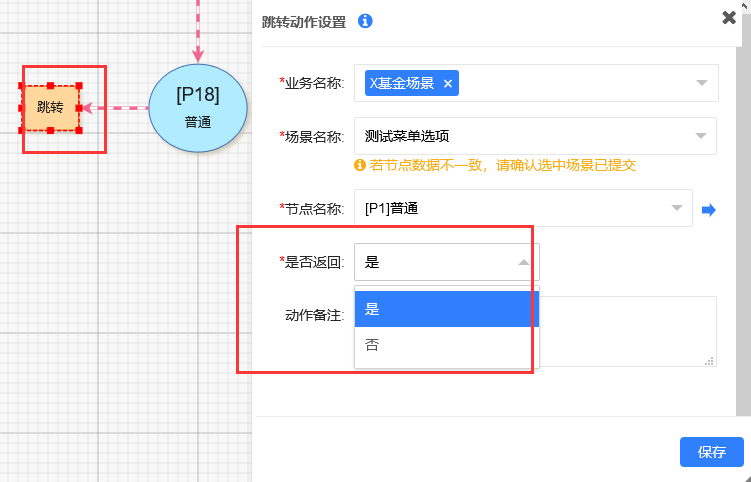 跳转
[P18]
普通
跳转动作设置
*业务名称: X基金场景 ×
*场景名称: 测试菜单选项
若节点数据不一致，请确认选中场景已提交
*节点名称: [P1]普通
*是否返回: 是
是
否
动作备注:
保存